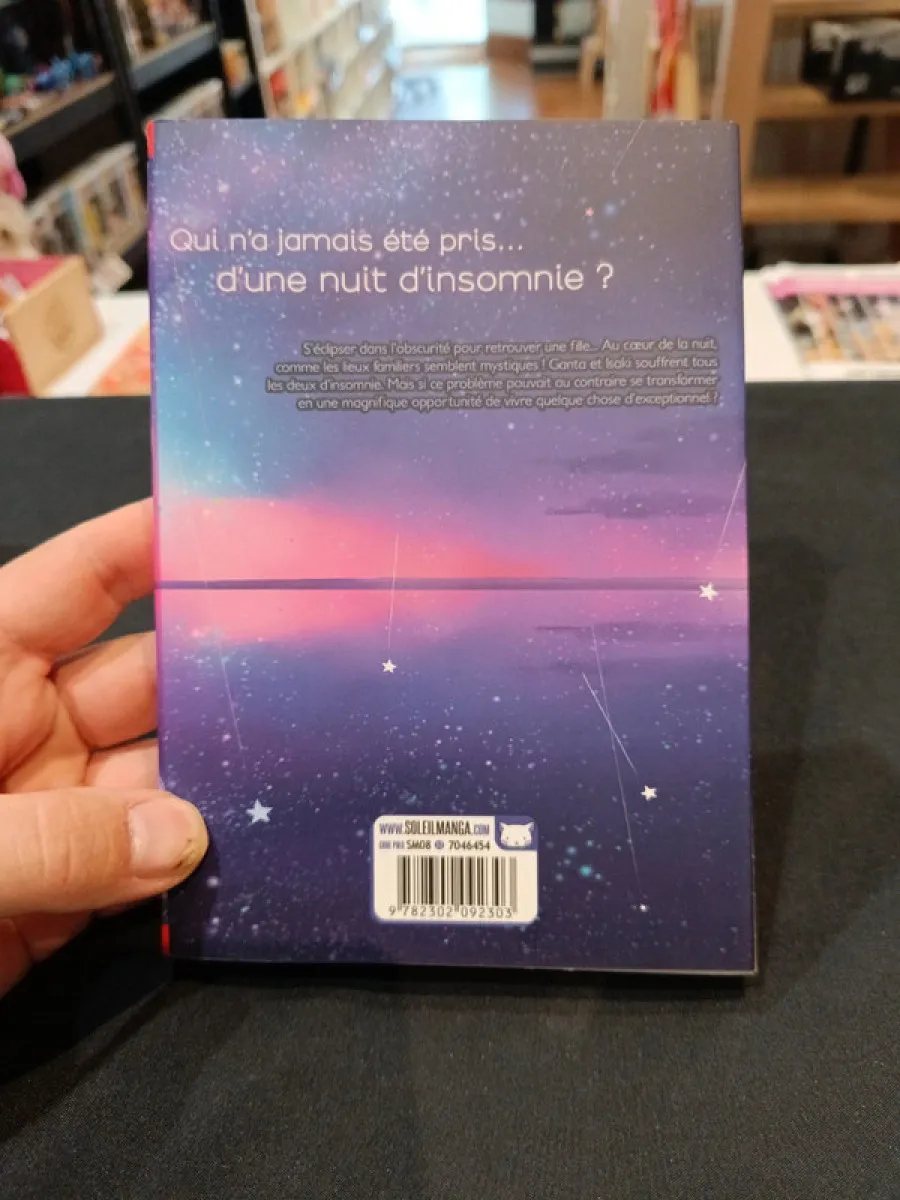 Qui n'a jamais été pris...
d'une nuit d'insomnie ?
S'éclipser dans l'obscurité pour retrouver une fille... Au cœur de la nuit,
comme les lieux familiers semblent mystiques ! Ganta et Isaki souffrent tous
les deux d'insomnie. Mais si ce problème pouvait au contraire se transformer
en une magnifique opportunité de vivre quelque chose d'exceptionnel ?
WWW.SOLEILMANGA.COM
CODE PRIX SM08 7046454
9 782302 092303